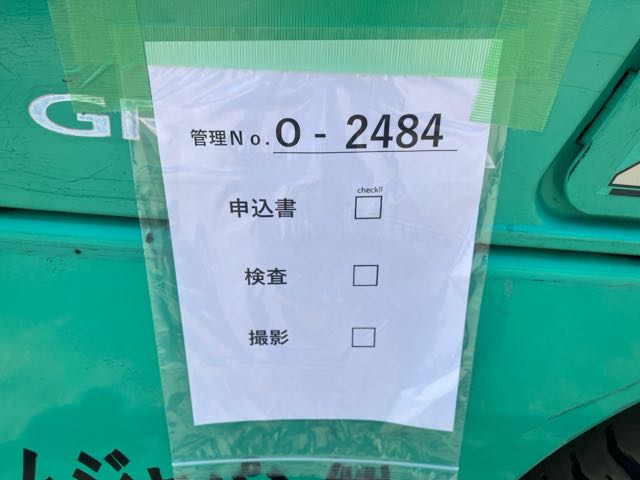 管理No. O - 2484
check!!
申込書 □
検査 □
撮影 □